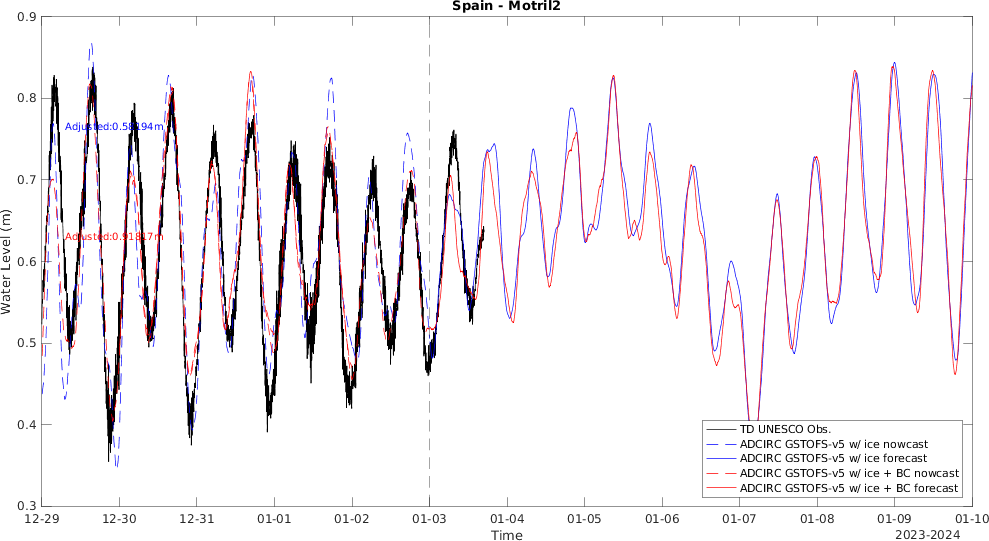 Spain - Motril2
0.9
0.8
0.7
0.6
0.5
0.4
0.3
Water Level (m)
Adjusted:0.58194m
Adjusted:0.91817m
TD UNESCO Obs.
ADCIRC GSTOFS-v5 w/ ice nowcast
ADCIRC GSTOFS-v5 w/ ice forecast
ADCIRC GSTOFS-v5 w/ ice + BC nowcast
ADCIRC GSTOFS-v5 w/ ice + BC forecast
12-29 12-30 12-31 01-01 01-02 01-03 01-04 01-05 01-06 01-07 01-08 01-09 01-10
Time
2023-2024